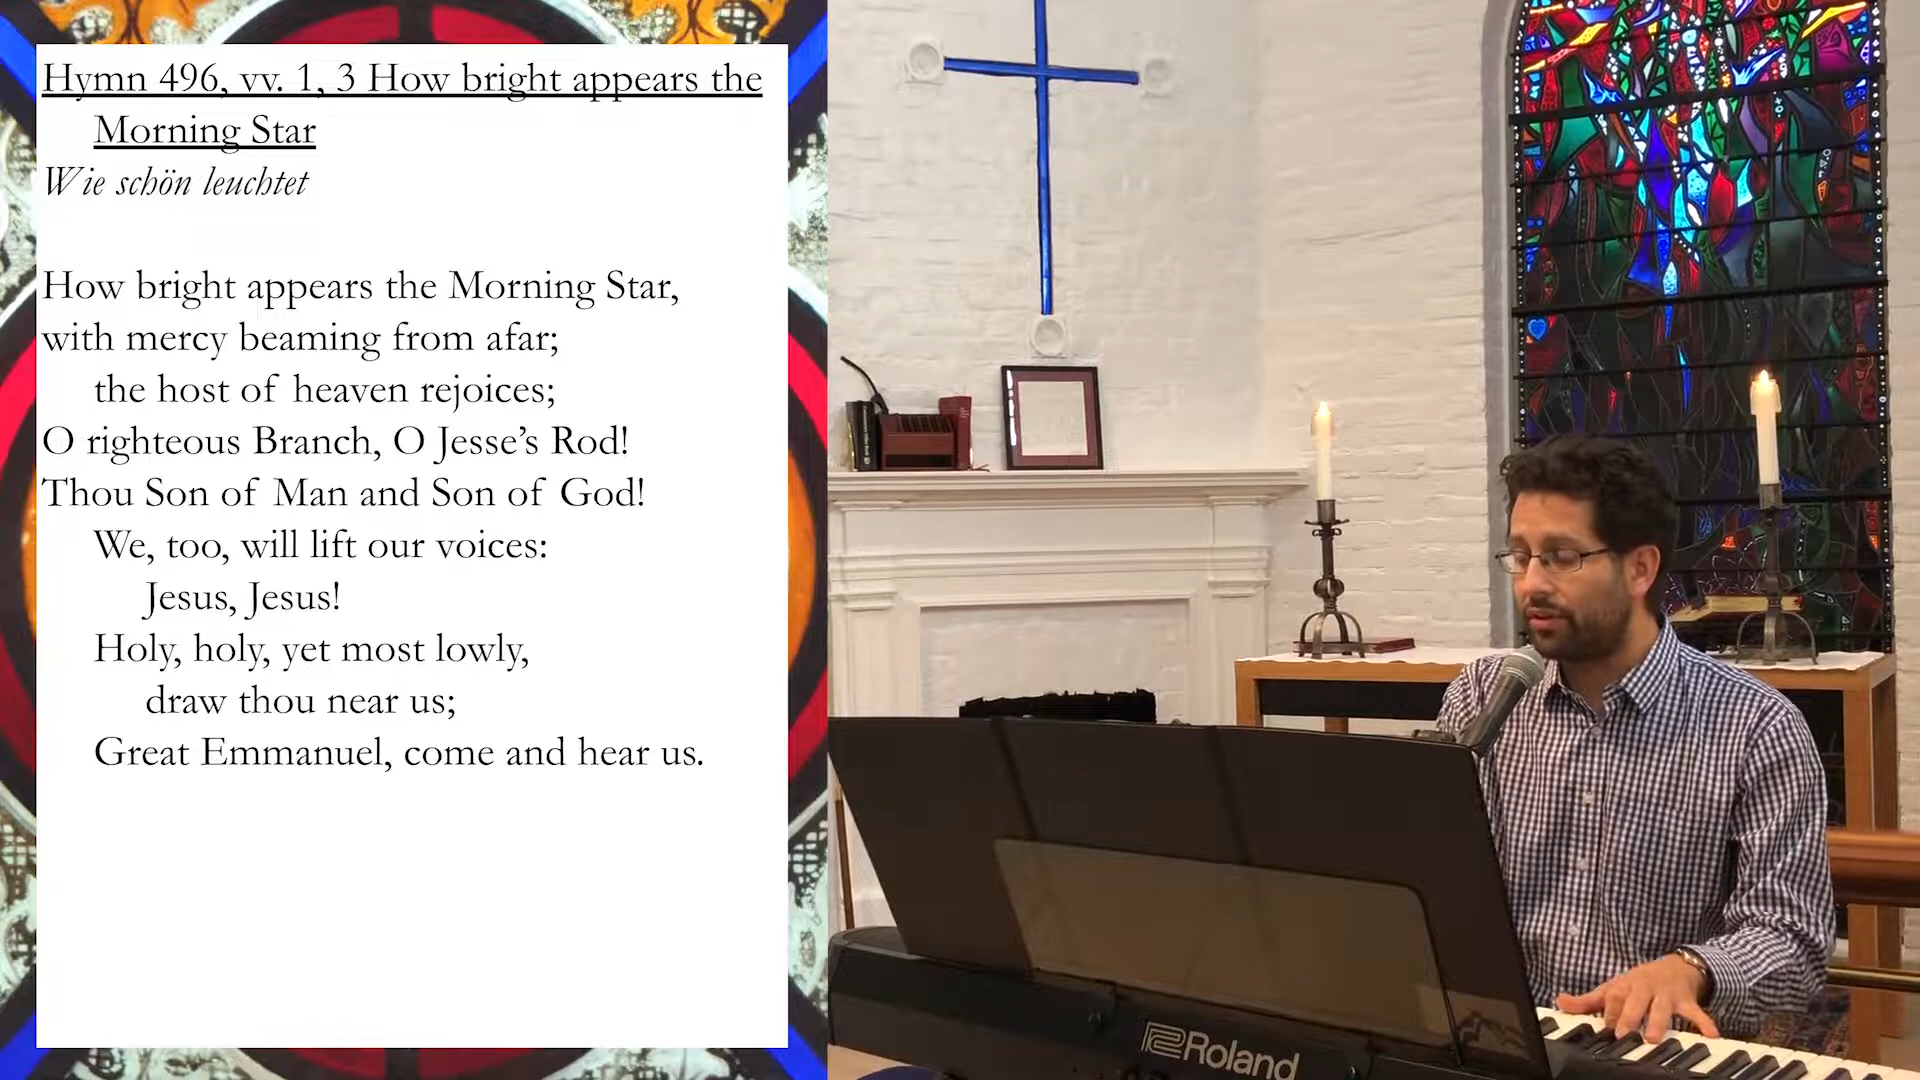 Hymn 496, vv. 1, 3 How bright appears the
Morning Star
Wie schön leuchtet
How bright appears the Morning Star,
with mercy beaming from afar;
the host of heaven rejoices;
O righteous Branch, O Jesse’s Rod!
Thou Son of Man and Son of God!
We, too, will lift our voices:
Jesus, Jesus!
Holy, holy, yet most lowly,
draw thou near us;
Great Emmanuel, come and hear us.
Roland